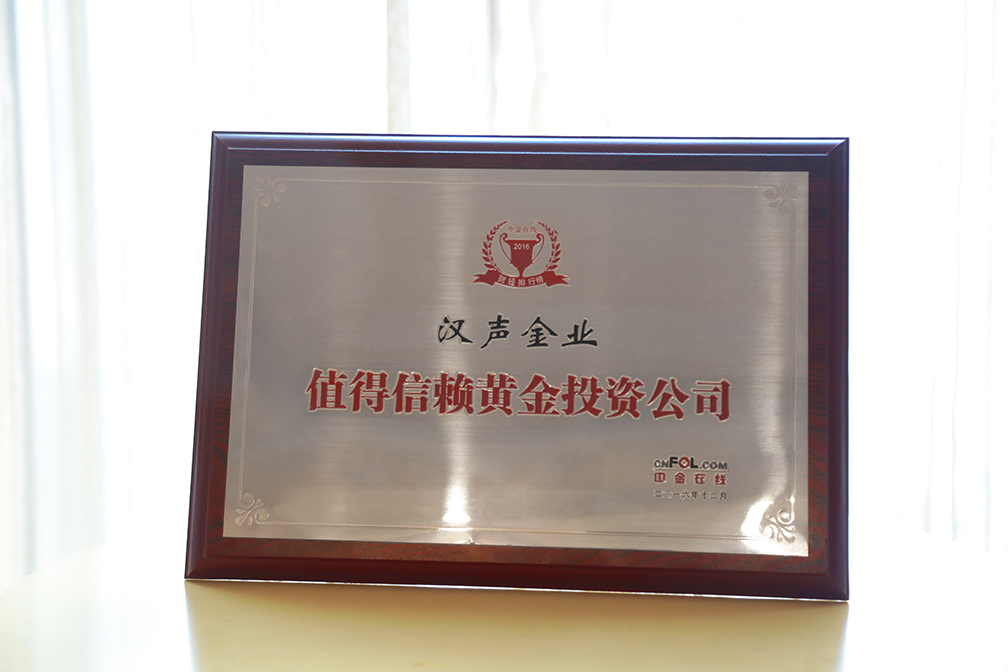 中金在线
2016
财经排行榜
汉声金业
值得信赖黄金投资公司
CNFOL.COM
中金在线
二〇一六年十二月